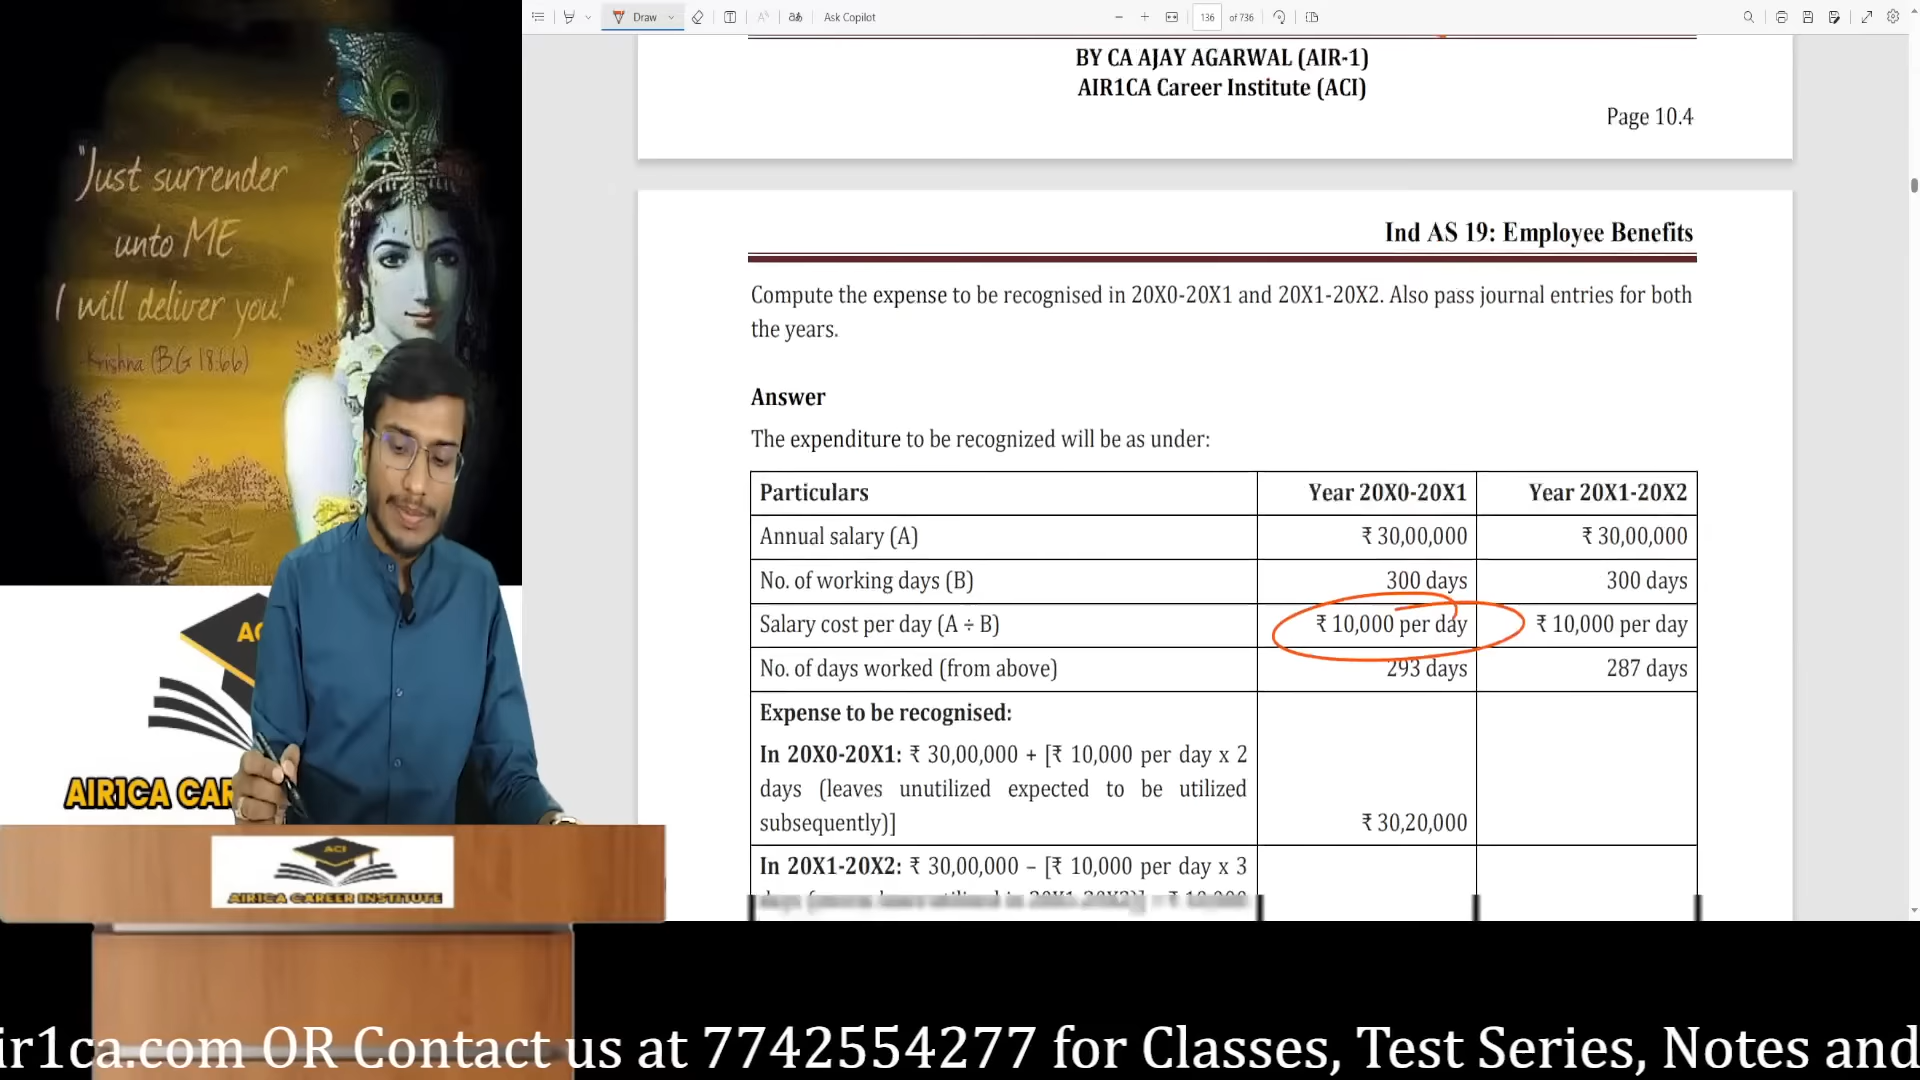 Draw
Ask Copilot
136
of 736
BY CA AJAY AGARWAL (AIR-1)
AIR1CA Career Institute (ACI)
Page 10.4
"Just surrender
unto ME
I will deliver you!"
-Krishna (B.G 18:66)
AIR1CA CAR
ACI
AIR1CA CAREER INSTITUTE
Ind AS 19: Employee Benefits
Compute the expense to be recognised in 20X0-20X1 and 20X1-20X2. Also pass journal entries for both
the years.
Answer
The expenditure to be recognized will be as under:
Particulars Year 20X0-20X1 Year 20X1-20X2
Annual salary (A) ₹ 30,00,000 ₹ 30,00,000
No. of working days (B) 300 days 300 days
Salary cost per day (A ÷ B) ₹ 10,000 per day ₹ 10,000 per day
No. of days worked (from above) 293 days 287 days
Expense to be recognised:
In 20X0-20X1: ₹ 30,00,000 + [₹ 10,000 per day x 2
days (leaves unutilized expected to be utilized
subsequently)] ₹ 30,20,000
In 20X1-20X2: ₹ 30,00,000 – [₹ 10,000 per day x 3
ir1ca.com OR Contact us at 7742554277 for Classes, Test Series, Notes and